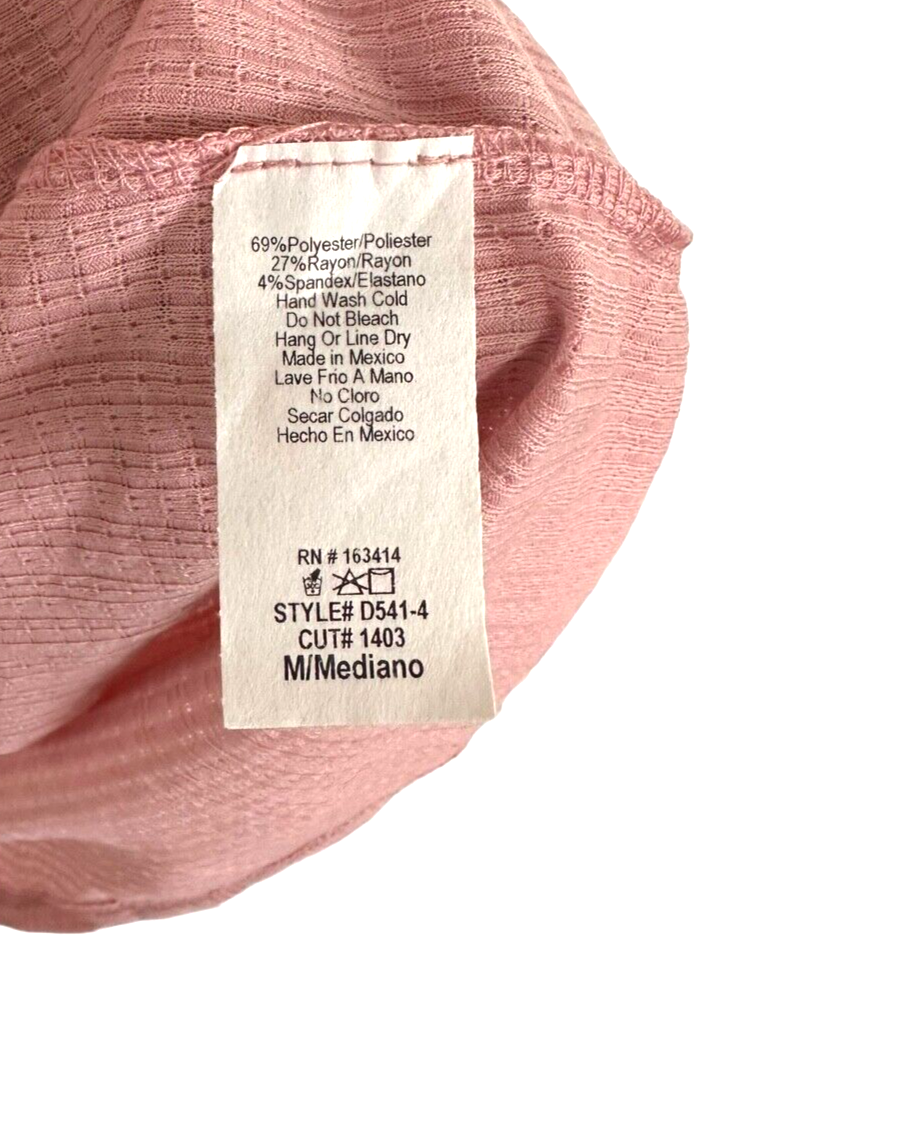 69%Polyester/Poliester
27%Rayon/Rayon
4%Spandex/Elastano
Hand Wash Cold
Do Not Bleach
Hang Or Line Dry
Made in Mexico
Lave Frio A Mano
No Cloro
Secar Colgado
Hecho En Mexico
RN # 163414
STYLE# D541-4
CUT# 1403
M/Mediano